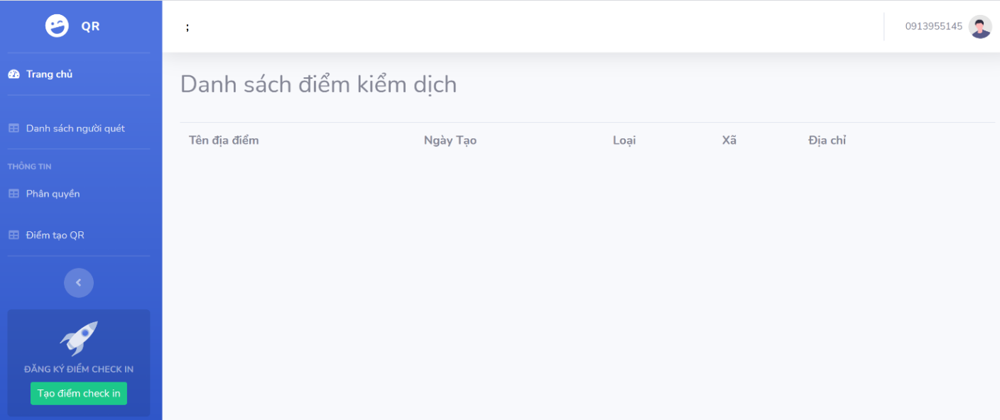 QR
;
0913955145
Trang chủ
Danh sách người quét
THÔNG TIN
Phân quyền
Điểm tạo QR
ĐĂNG KÝ ĐIỂM CHECK IN
Tạo điểm check in
Danh sách điểm kiểm dịch
Tên địa điểm Ngày Tạo Loại Xã Địa chỉ